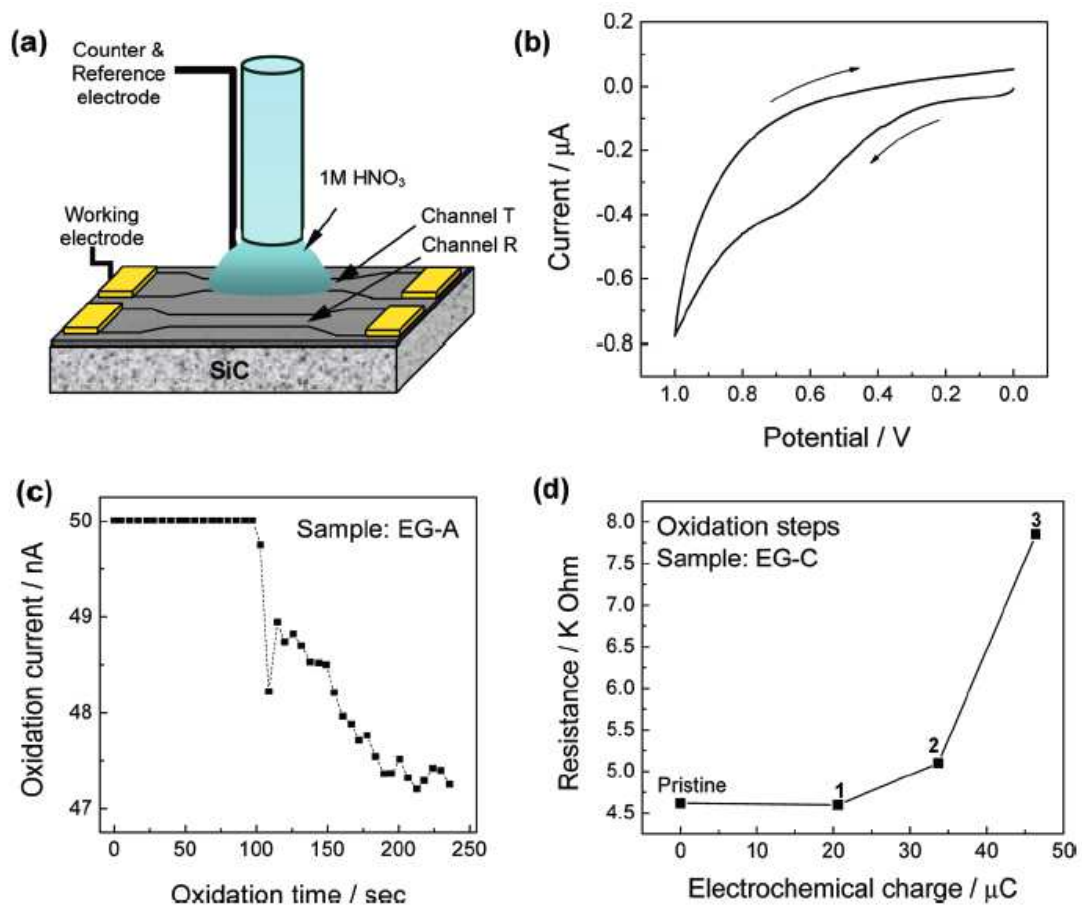 (a)
Counter &
Reference
electrode
1M HNO3
Working
electrode
Channel T
Channel R
SiC
(b)
0.2
0.0
-0.2
-0.4
-0.6
-0.8
Current / μA
1.0 0.8 0.6 0.4 0.2 0.0
Potential / V
(c)
Sample: EG-A
50
49
48
47
Oxidation current / nA
0 50 100 150 200 250
Oxidation time / sec
(d)
Oxidation steps
Sample: EG-C
8.0
7.5
7.0
6.5
6.0
5.5
5.0
4.5
Resistance / K Ohm
Pristine
1
2
3
0 10 20 30 40 50
Electrochemical charge / μC